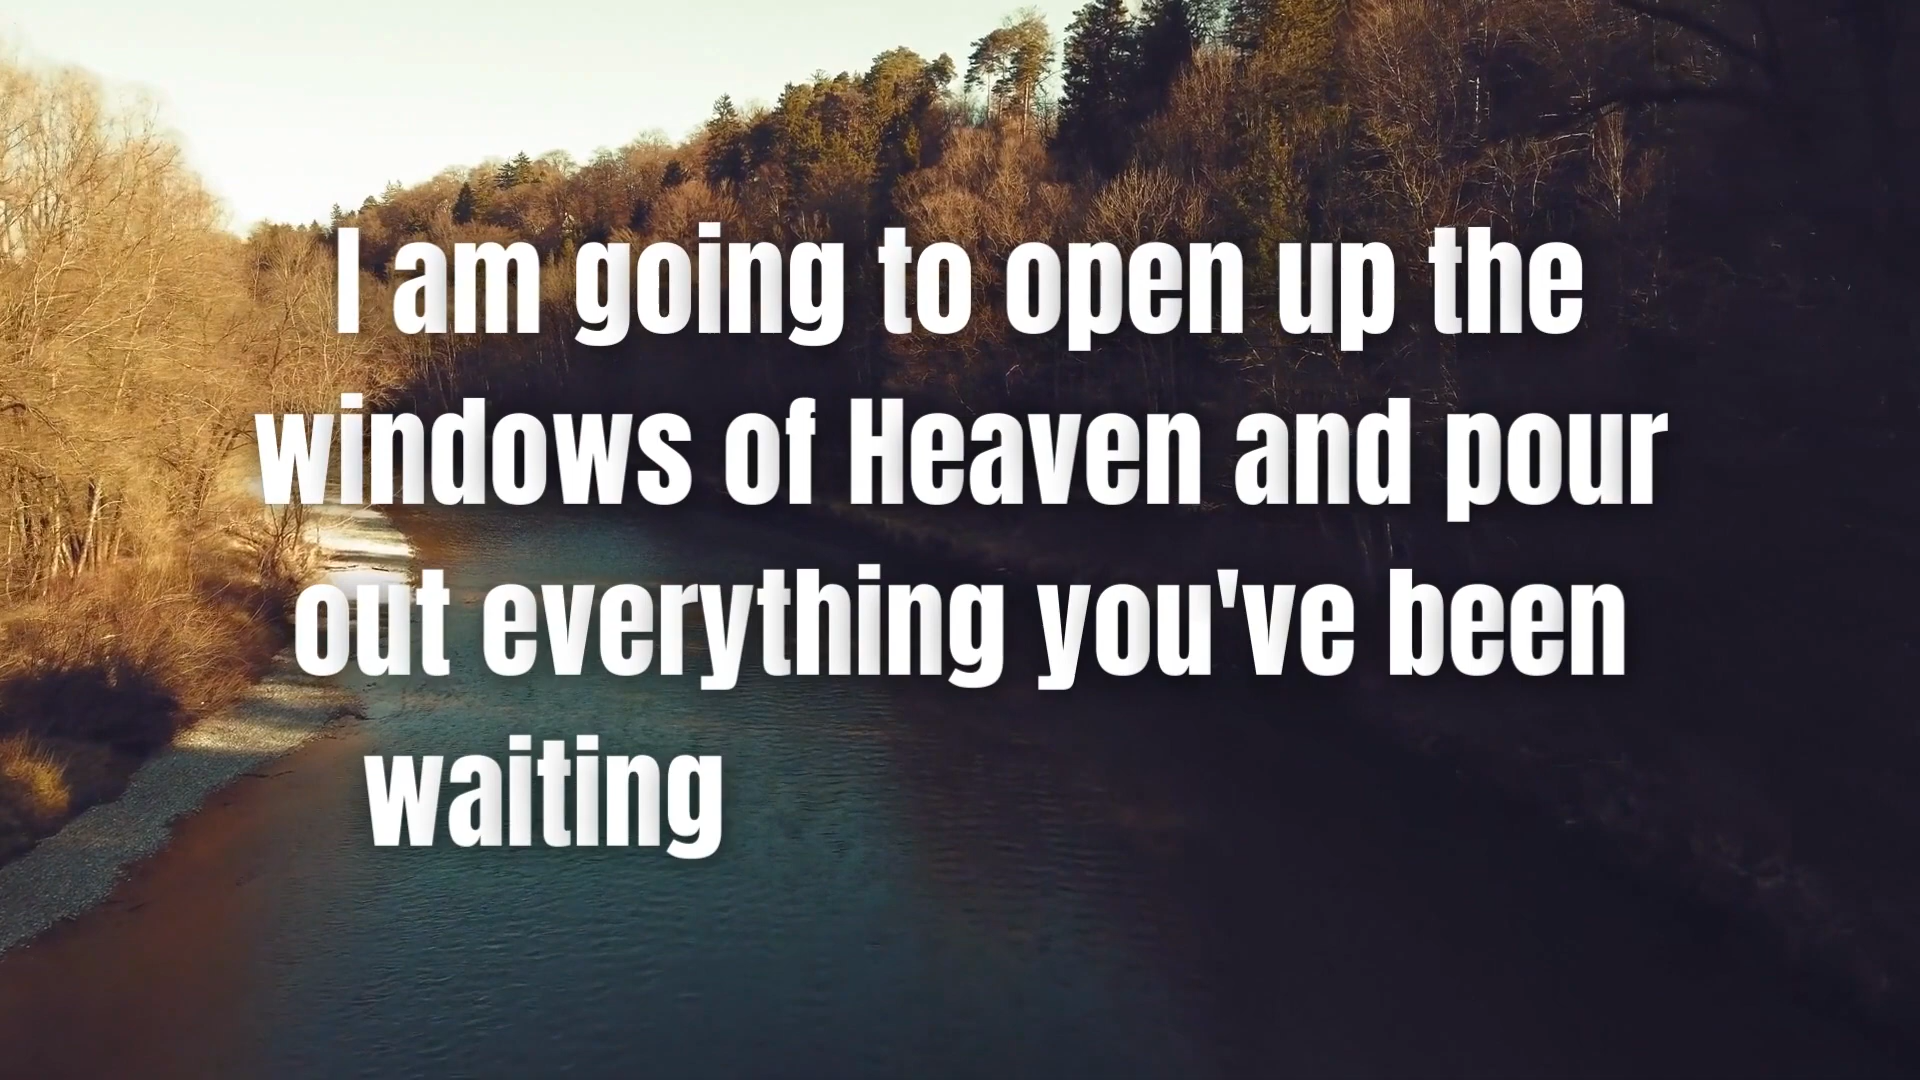 I am going to open up the
windows of Heaven and pour
out everything you've been
waiting